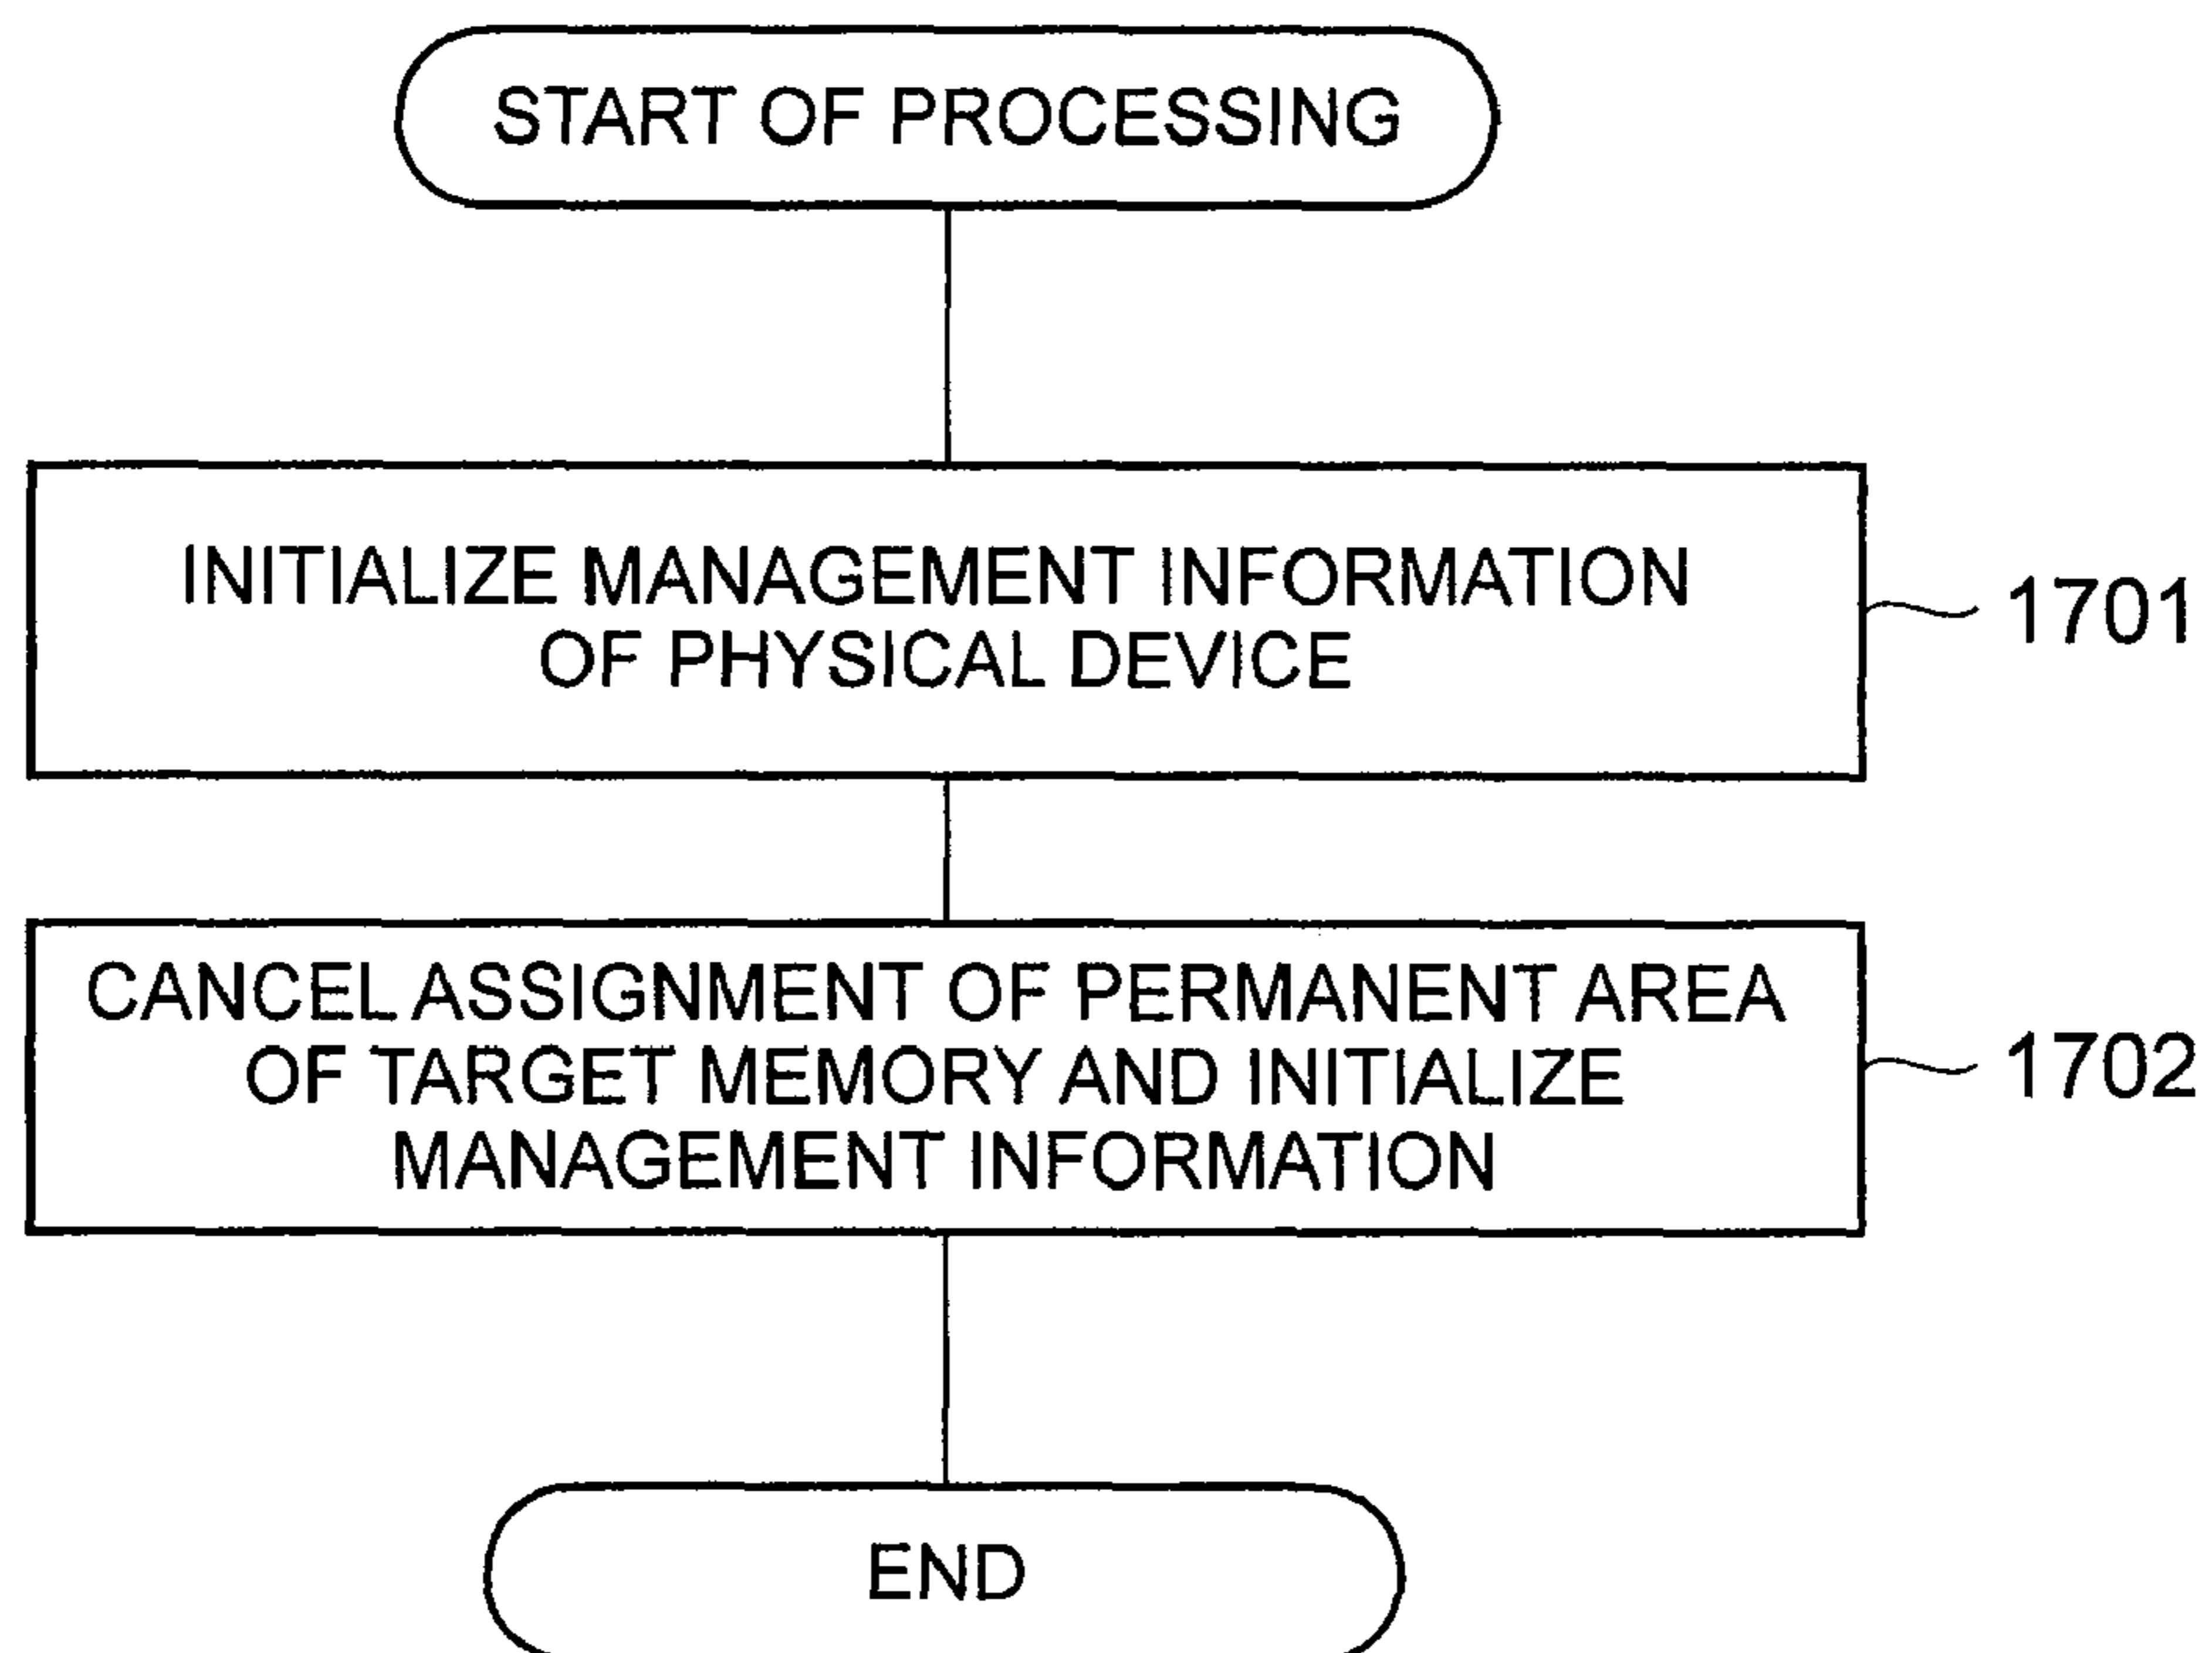 START OF PROCESSING
INITIALIZE MANAGEMENT INFORMATION
OF PHYSICAL DEVICE
1701
CANCEL ASSIGNMENT OF PERMANENT AREA
OF TARGET MEMORY AND INITIALIZE
MANAGEMENT INFORMATION
1702
END